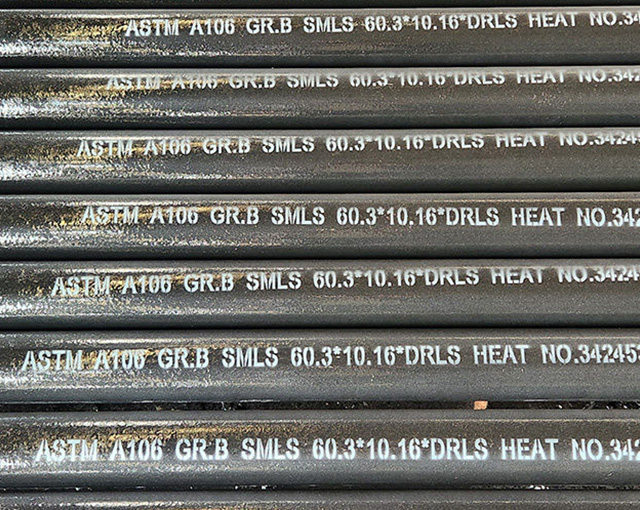 ASTM A106 GR.B SMLS 60.3*10.16*DRLS HEAT NO.34
ASTM A106 GR.B SMLS 60.3*10.16*DRLS HEAT NO.342
ASTM A106 GR.B SMLS 60.3*10.16*DRLS HEAT NO.3424
ASTM A106 GR.B SMLS 60.3*10.16*DRLS HEAT NO.342
ASTM A106 GR.B SMLS 60.3*10.16*DRLS HEAT NO.3424
ASTM A106 GR.B SMLS 60.3*10.16*DRLS HEAT NO.34245
ASTM A106 GR.B SMLS 60.3*10.16*DRLS HEAT NO.342